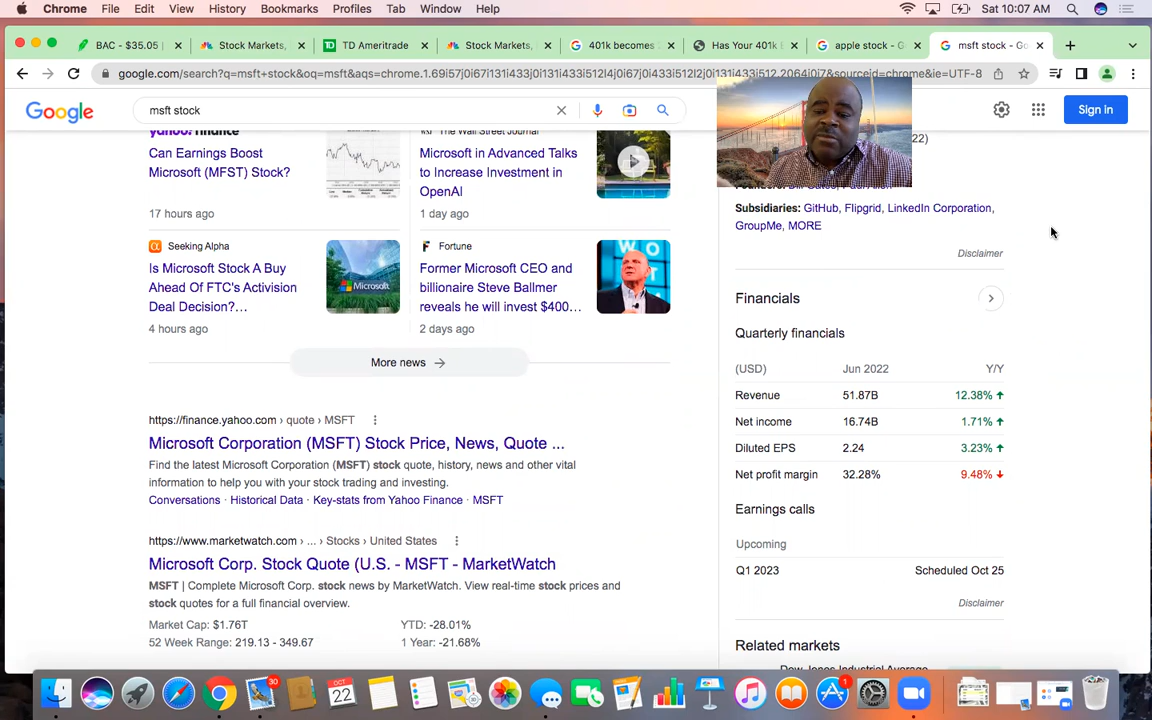 Chrome File Edit View History Bookmarks Profiles Tab Window Help Sat 10:07 AM
BAC - $35.05 Stock Markets, TD Ameritrade Stock Markets, 401k becomes Has Your 401k apple stock - G msft stock - Go
google.com/search?q=msft+stock&oq=msft&aqs=chrome.1.69i57j0i67i131i433j0i131i433i512l4j0i67j0i131i433i512l2j0i131i433i512.2064j0j7&sourceid=chrome&ie=UTF-8
Google
msft stock
Sign in
yahoo/finance
Can Earnings Boost
Microsoft (MFST) Stock?
17 hours ago
The Wall Street Journal
Microsoft in Advanced Talks
to Increase Investment in
OpenAI
1 day ago
Seeking Alpha
Is Microsoft Stock A Buy
Ahead Of FTC's Activision
Deal Decision?...
4 hours ago
Microsoft
Fortune
Former Microsoft CEO and
billionaire Steve Ballmer
reveals he will invest $400...
2 days ago
More news
https://finance.yahoo.com › quote › MSFT
Microsoft Corporation (MSFT) Stock Price, News, Quote ...
Find the latest Microsoft Corporation (MSFT) stock quote, history, news and other vital
information to help you with your stock trading and investing.
Conversations · Historical Data · Key-stats from Yahoo Finance · MSFT
https://www.marketwatch.com › ... › Stocks › United States
Microsoft Corp. Stock Quote (U.S. - MSFT - MarketWatch
MSFT | Complete Microsoft Corp. stock news by MarketWatch. View real-time stock prices and
stock quotes for a full financial overview.
Market Cap: $1.76T YTD: -28.01%
52 Week Range: 219.13 - 349.67 1 Year: -21.68%
22)
Subsidiaries: GitHub, Flipgrid, LinkedIn Corporation,
GroupMe, MORE
Disclaimer
Financials
Quarterly financials
(USD) Jun 2022 Y/Y
Revenue 51.87B 12.38%
Net income 16.74B 1.71%
Diluted EPS 2.24 3.23%
Net profit margin 32.28% 9.48%
Earnings calls
Upcoming
Q1 2023 Scheduled Oct 25
Disclaimer
Related markets
Dow Jones Industrial Average
30
OCT
22
1